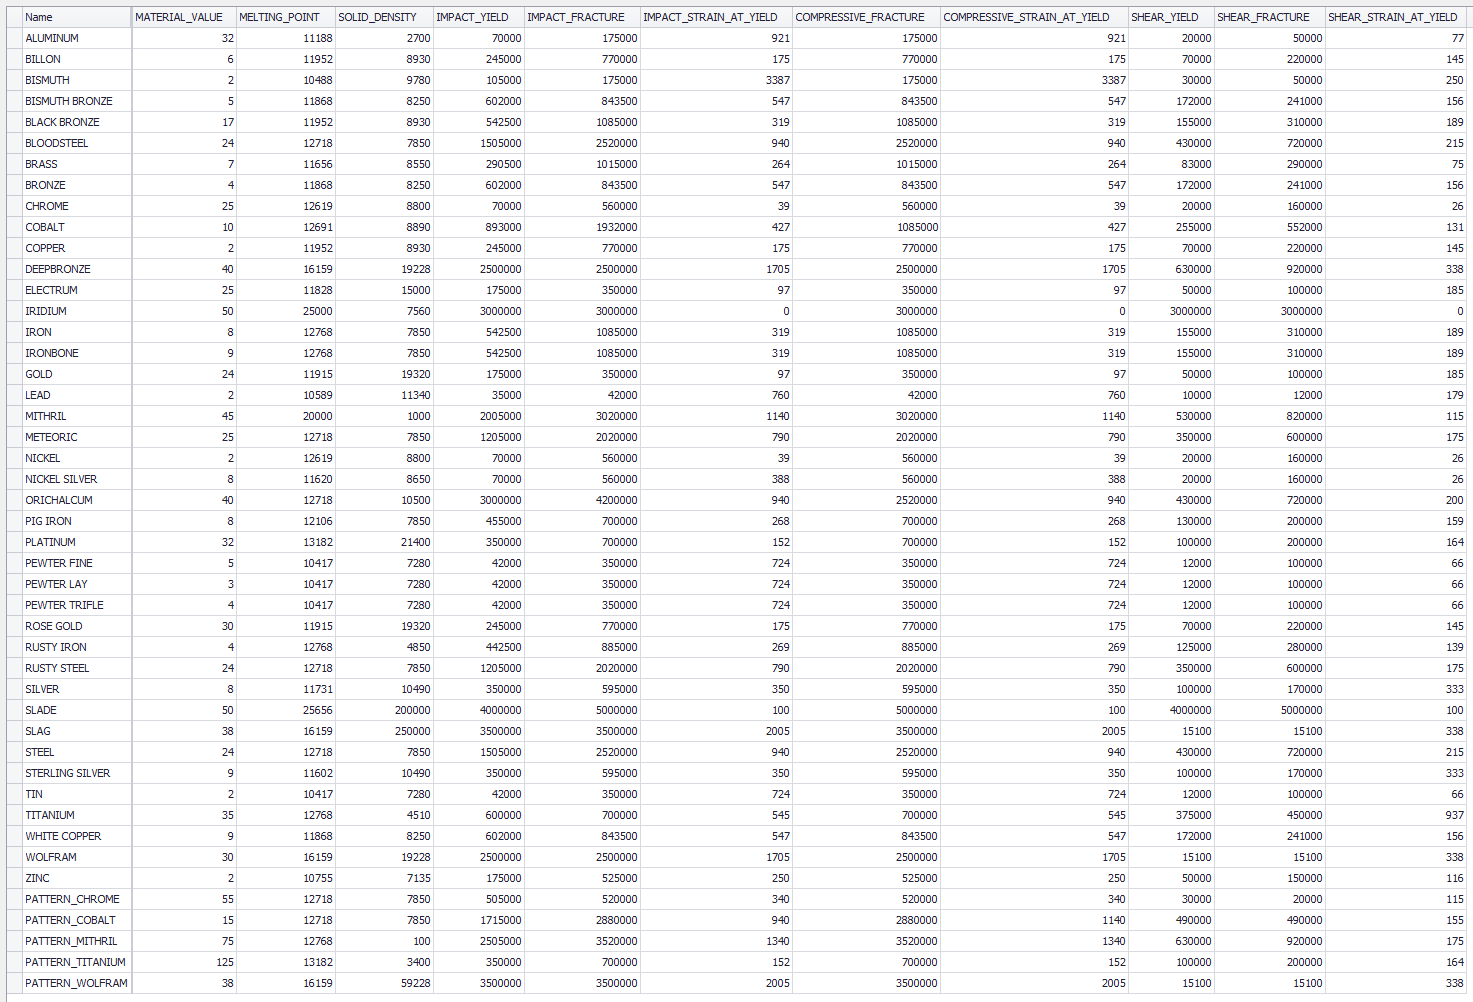 Name MATERIAL_VALUE MELTING_POINT SOLID_DENSITY IMPACT_YIELD IMPACT_FRACTURE IMPACT_STRAIN_AT_YIELD COMPRESSIVE_FRACTURE COMPRESSIVE_STRAIN_AT_YIELD SHEAR_YIELD SHEAR_FRACTURE SHEAR_STRAIN_AT_YIELD
ALUMINUM 32 11188 2700 70000 175000 921 175000 921 20000 50000 77
BILLON 6 11952 8930 245000 770000 175 770000 175 70000 220000 145
BISMUTH 2 10488 9780 105000 175000 3387 175000 3387 30000 50000 250
BISMUTH BRONZE 5 11868 8250 602000 843500 547 843500 547 172000 241000 156
BLACK BRONZE 17 11952 8930 542500 1085000 319 1085000 319 155000 310000 189
BLOODSTEEL 24 12718 7850 1505000 2520000 940 2520000 940 430000 720000 215
BRASS 7 11656 8550 290500 1015000 264 1015000 264 83000 290000 75
BRONZE 4 11868 8250 602000 843500 547 843500 547 172000 241000 156
CHROME 25 12619 8800 70000 560000 39 560000 39 20000 160000 26
COBALT 10 12691 8890 893000 1932000 427 1085000 427 255000 552000 131
COPPER 2 11952 8930 245000 770000 175 770000 175 70000 220000 145
DEEPBRONZE 40 16159 19228 2500000 2500000 1705 2500000 1705 630000 920000 338
ELECTRUM 25 11828 15000 175000 350000 97 350000 97 50000 100000 185
IRIDIUM 50 25000 7560 3000000 3000000 0 3000000 0 3000000 3000000 0
IRON 8 12768 7850 542500 1085000 319 1085000 319 155000 310000 189
IRONBONE 9 12768 7850 542500 1085000 319 1085000 319 155000 310000 189
GOLD 24 11915 19320 175000 350000 97 350000 97 50000 100000 185
LEAD 2 10589 11340 35000 42000 760 42000 760 10000 12000 179
MITHRIL 45 20000 1000 2005000 3020000 1140 3020000 1140 530000 820000 115
METEORIC 25 12718 7850 1205000 2020000 790 2020000 790 350000 600000 175
NICKEL 2 12619 8800 70000 560000 39 560000 39 20000 160000 26
NICKEL SILVER 8 11620 8650 70000 560000 388 560000 388 20000 160000 26
ORICHALCUM 40 12718 10500 3000000 4200000 940 2520000 940 430000 720000 200
PIG IRON 8 12106 7850 455000 700000 268 700000 268 130000 200000 159
PLATINUM 32 13182 21400 350000 700000 152 700000 152 100000 200000 164
PEWTER FINE 5 10417 7280 42000 350000 724 350000 724 12000 100000 66
PEWTER LAY 3 10417 7280 42000 350000 724 350000 724 12000 100000 66
PEWTER TRIFLE 4 10417 7280 42000 350000 724 350000 724 12000 100000 66
ROSE GOLD 30 11915 19320 245000 770000 175 770000 175 70000 220000 145
RUSTY IRON 4 12768 4850 442500 885000 269 885000 269 125000 280000 139
RUSTY STEEL 24 12718 7850 1205000 2020000 790 2020000 790 350000 600000 175
SILVER 8 11731 10490 350000 595000 350 595000 350 100000 170000 333
SLADE 50 25656 200000 4000000 5000000 100 5000000 100 4000000 5000000 100
SLAG 38 16159 250000 3500000 3500000 2005 3500000 2005 15100 15100 338
STEEL 24 12718 7850 1505000 2520000 940 2520000 940 430000 720000 215
STERLING SILVER 9 11602 10490 350000 595000 350 595000 350 100000 170000 333
TIN 2 10417 7280 42000 350000 724 350000 724 12000 100000 66
TITANIUM 35 12768 4510 600000 700000 545 700000 545 375000 450000 937
WHITE COPPER 9 11868 8250 602000 843500 547 843500 547 172000 241000 156
WOLFRAM 30 16159 19228 2500000 2500000 1705 2500000 1705 15100 15100 338
ZINC 2 10755 7135 175000 525000 250 525000 250 50000 150000 116
PATTERN_CHROME 55 12718 7850 505000 520000 340 520000 340 30000 20000 115
PATTERN_COBALT 15 12718 7850 1715000 2880000 940 2880000 1140 490000 490000 155
PATTERN_MITHRIL 75 12768 100 2505000 3520000 1340 3520000 1340 630000 920000 175
PATTERN_TITANIUM 125 13182 3400 350000 700000 152 700000 152 100000 200000 164
PATTERN_WOLFRAM 38 16159 59228 3500000 3500000 2005 3500000 2005 15100 15100 338